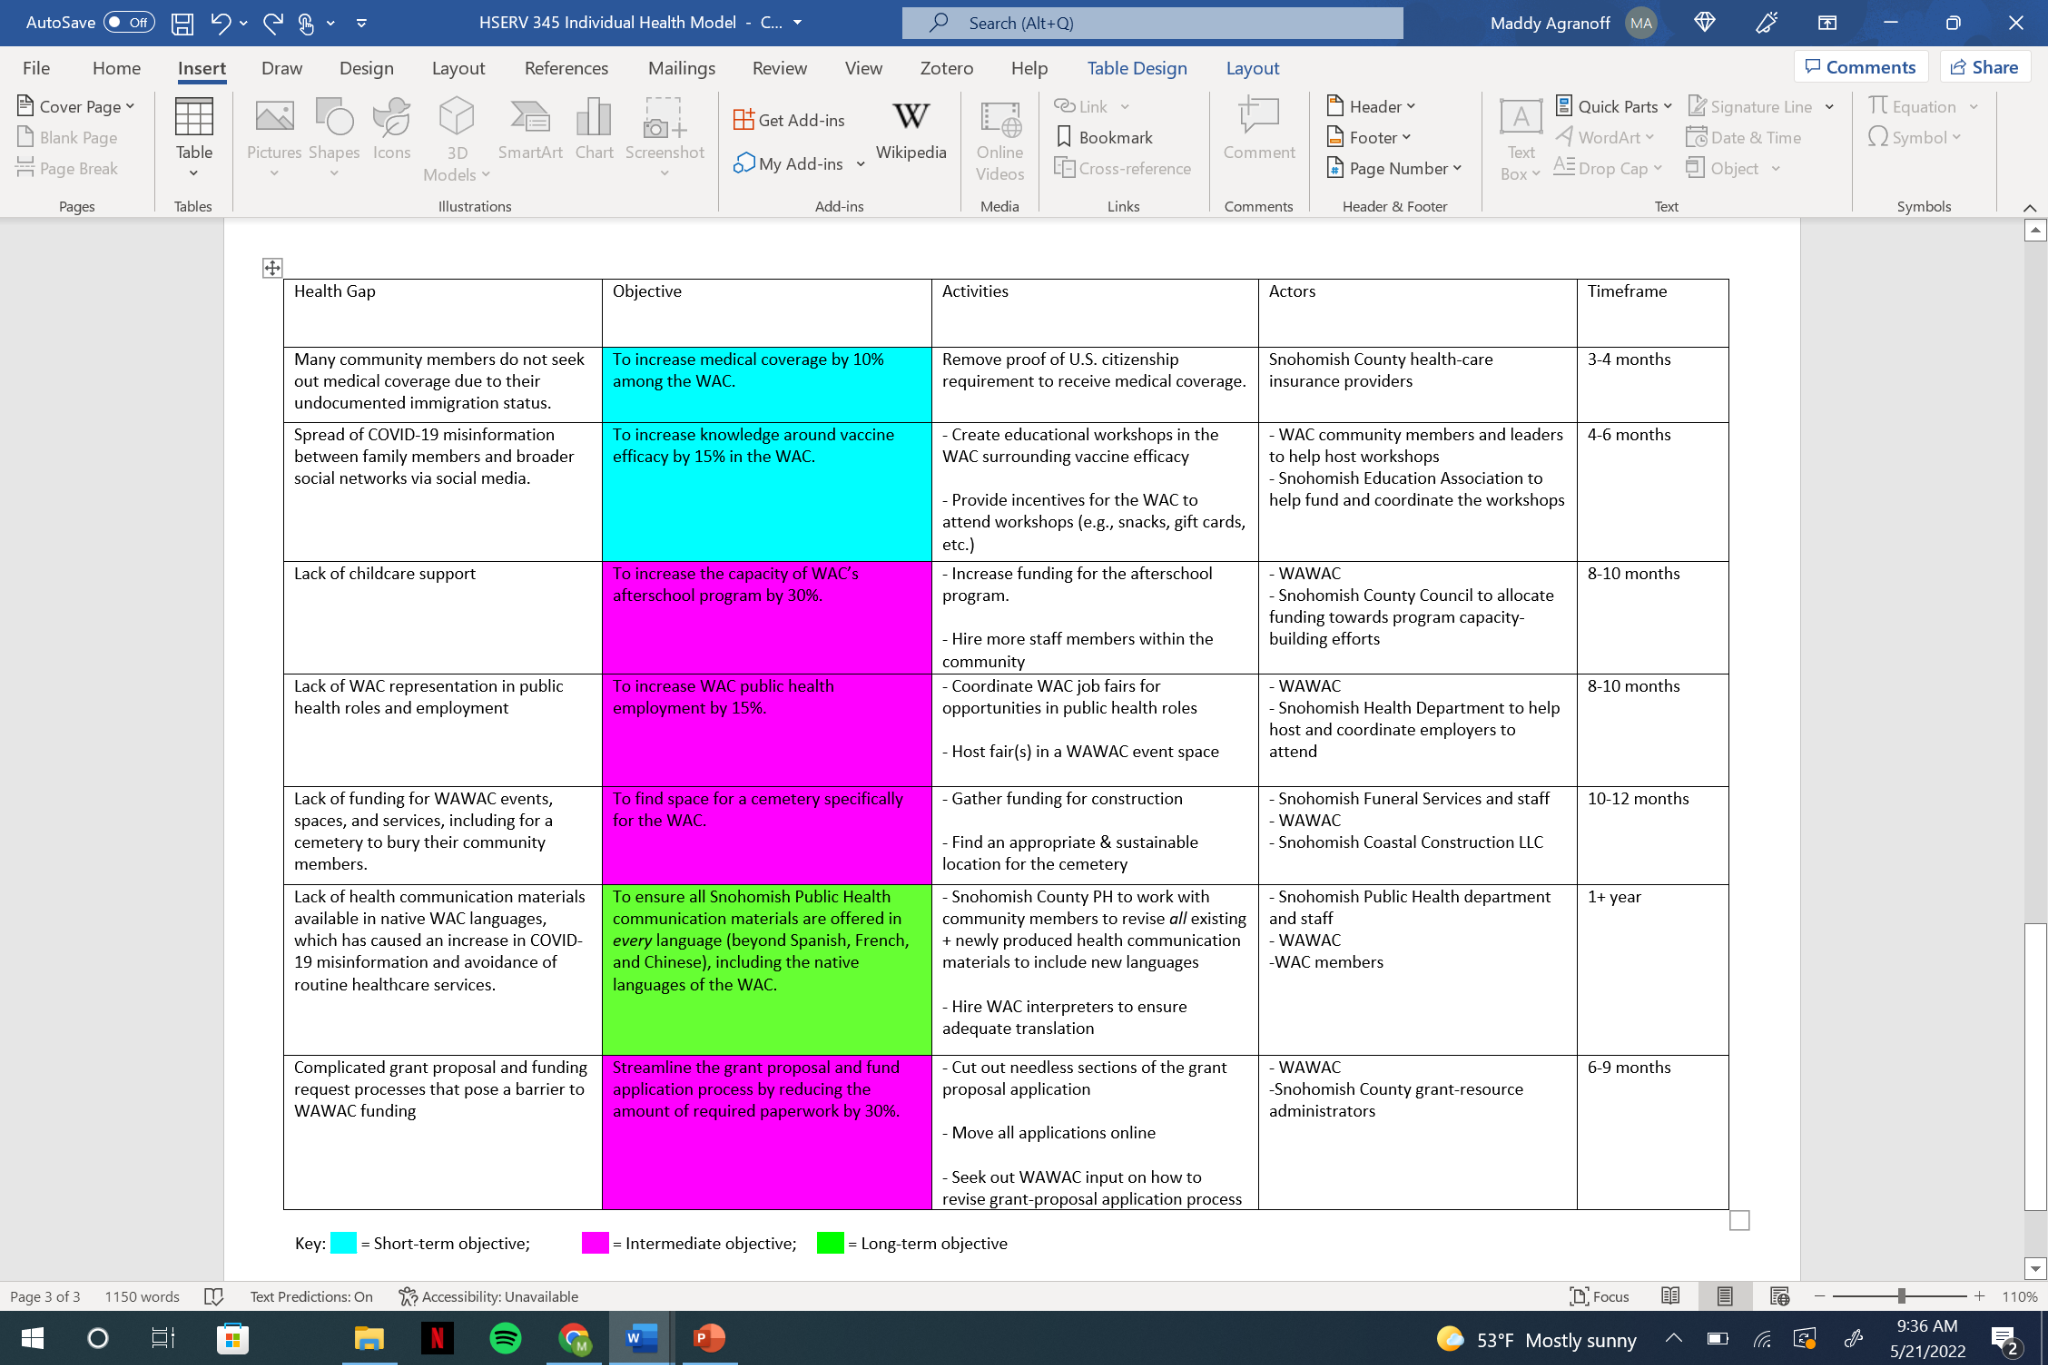 AutoSave Off HSERV 345 Individual Health Model - C... Search (Alt+Q) Maddy Agranoff MA
File Home Insert Draw Design Layout References Mailings Review View Zotero Help Table Design Layout Comments Share
Cover Page
Blank Page
Page Break
Pages
Table
Tables
Pictures Shapes Icons 3D Models SmartArt Chart Screenshot
Illustrations
Get Add-ins
My Add-ins
W
Wikipedia
Add-ins
Online Videos
Media
Link
Bookmark
Cross-reference
Links
Comment
Comments
Header
Footer
# Page Number
Header & Footer
A
Text Box
Quick Parts
WordArt
Drop Cap
Signature Line
Date & Time
Object
Text
Equation
Symbol
Symbols
Health Gap
Objective
Activities
Actors
Timeframe
Many community members do not seek
out medical coverage due to their
undocumented immigration status.
To increase medical coverage by 10%
among the WAC.
Remove proof of U.S. citizenship
requirement to receive medical coverage.
Snohomish County health-care
insurance providers
3-4 months
Spread of COVID-19 misinformation
between family members and broader
social networks via social media.
To increase knowledge around vaccine
efficacy by 15% in the WAC.
- Create educational workshops in the
WAC surrounding vaccine efficacy
- Provide incentives for the WAC to
attend workshops (e.g., snacks, gift cards,
etc.)
- WAC community members and leaders
to help host workshops
- Snohomish Education Association to
help fund and coordinate the workshops
4-6 months
Lack of childcare support
To increase the capacity of WAC's
afterschool program by 30%.
- Increase funding for the afterschool
program.
- Hire more staff members within the
community
- WAWAC
- Snohomish County Council to allocate
funding towards program capacity-
building efforts
8-10 months
Lack of WAC representation in public
health roles and employment
To increase WAC public health
employment by 15%.
- Coordinate WAC job fairs for
opportunities in public health roles
- Host fair(s) in a WAWAC event space
- WAWAC
- Snohomish Health Department to help
host and coordinate employers to
attend
8-10 months
Lack of funding for WAWAC events,
spaces, and services, including for a
cemetery to bury their community
members.
To find space for a cemetery specifically
for the WAC.
- Gather funding for construction
- Find an appropriate & sustainable
location for the cemetery
- Snohomish Funeral Services and staff
- WAWAC
- Snohomish Coastal Construction LLC
10-12 months
Lack of health communication materials
available in native WAC languages,
which has caused an increase in COVID-
19 misinformation and avoidance of
routine healthcare services.
To ensure all Snohomish Public Health
communication materials are offered in
every language (beyond Spanish, French,
and Chinese), including the native
languages of the WAC.
- Snohomish County PH to work with
community members to revise all existing
+ newly produced health communication
materials to include new languages
- Hire WAC interpreters to ensure
adequate translation
- Snohomish Public Health department
and staff
- WAWAC
-WAC members
1+ year
Complicated grant proposal and funding
request processes that pose a barrier to
WAWAC funding
Streamline the grant proposal and fund
application process by reducing the
amount of required paperwork by 30%.
- Cut out needless sections of the grant
proposal application
- Move all applications online
- Seek out WAWAC input on how to
revise grant-proposal application process
- WAWAC
-Snohomish County grant-resource
administrators
6-9 months
Key: = Short-term objective; = Intermediate objective; = Long-term objective
Page 3 of 3 1150 words Text Predictions: On Accessibility: Unavailable Focus 110%
N M W P 53°F Mostly sunny 9:36 AM
5/21/2022 2